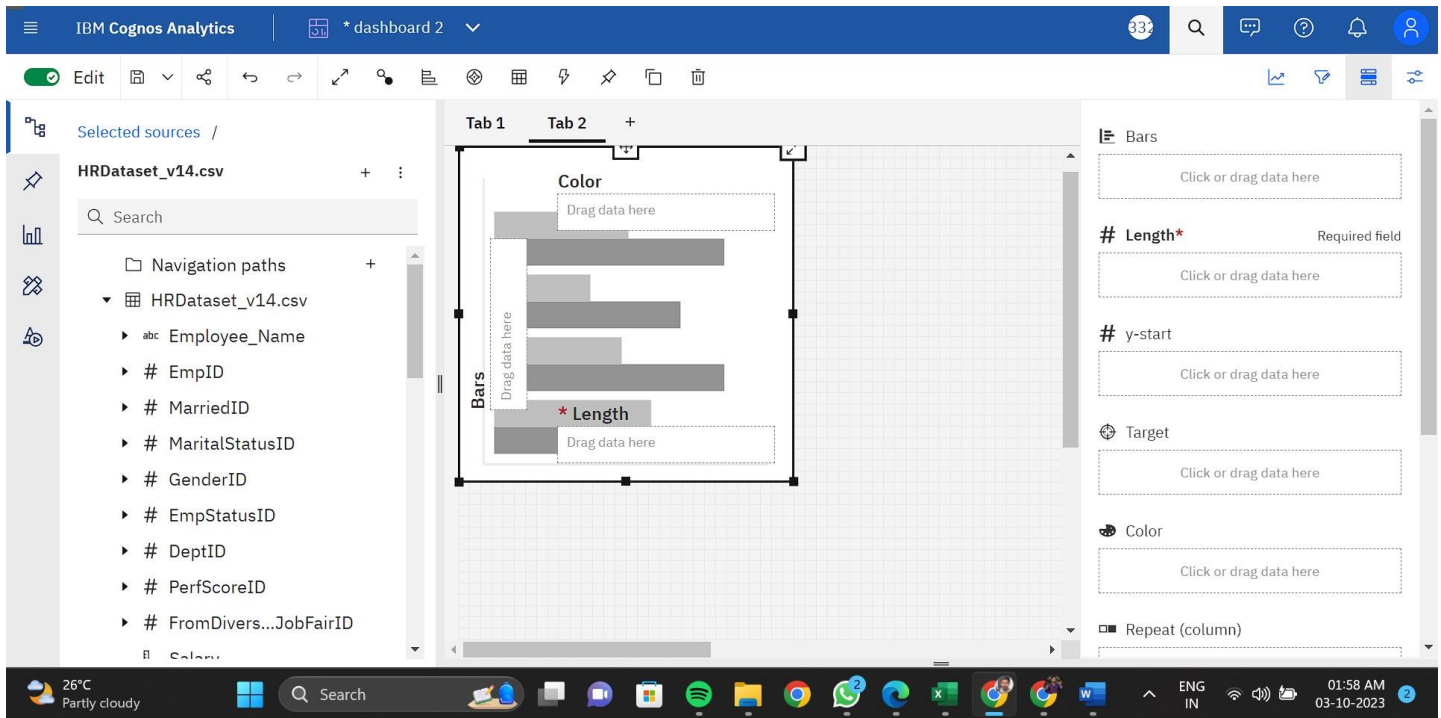 IBM Cognos Analytics
* dashboard 2
332
Edit
Selected sources /
HRDataset_v14.csv
Search
Navigation paths
HRDataset_v14.csv
abc Employee_Name
# EmpID
# MarriedID
# MaritalStatusID
# GenderID
# EmpStatusID
# DeptID
# PerfScoreID
# FromDivers...JobFairID
Salary
Tab 1
Tab 2
+
Color
Drag data here
Bars
Drag data here
* Length
Drag data here
Bars
Click or drag data here
# Length*
Required field
Click or drag data here
# y-start
Click or drag data here
Target
Click or drag data here
Color
Click or drag data here
Repeat (column)
26°C
Partly cloudy
Search
2
ENG
IN
01:58 AM
03-10-2023
2